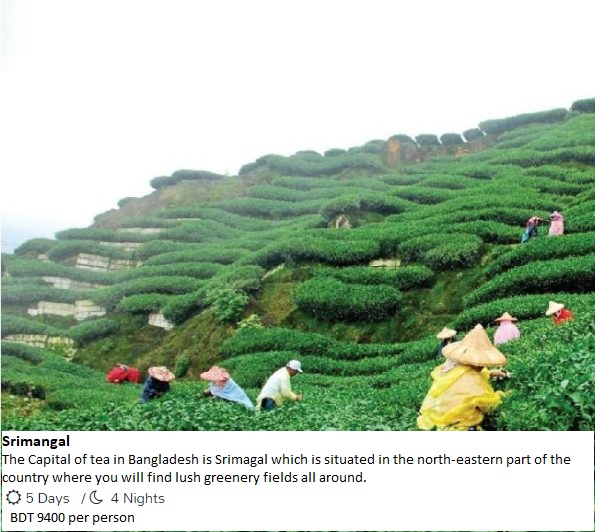 Srimangal
The Capital of tea in Bangladesh is Srimagal which is situated in the north-eastern part of the
country where you will find lush greenery fields all around.
5 Days / 4 Nights
BDT 9400 per person